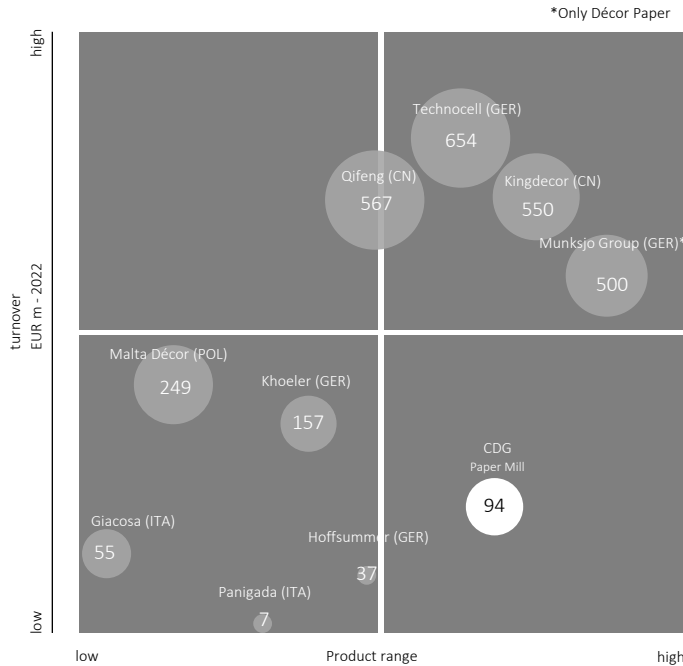 *Only Décor Paper
high
Technocell (GER)
654
Qifeng (CN)
567
Kingdecor (CN)
550
Munksjo Group (GER)*
500
turnover
EUR m - 2022
Malta Décor (POL)
249
Khoeler (GER)
157
CDG
Paper Mill
94
Giacosa (ITA)
55
Hoffsummer (GER)
37
Panigada (ITA)
7
low
low
Product range
high